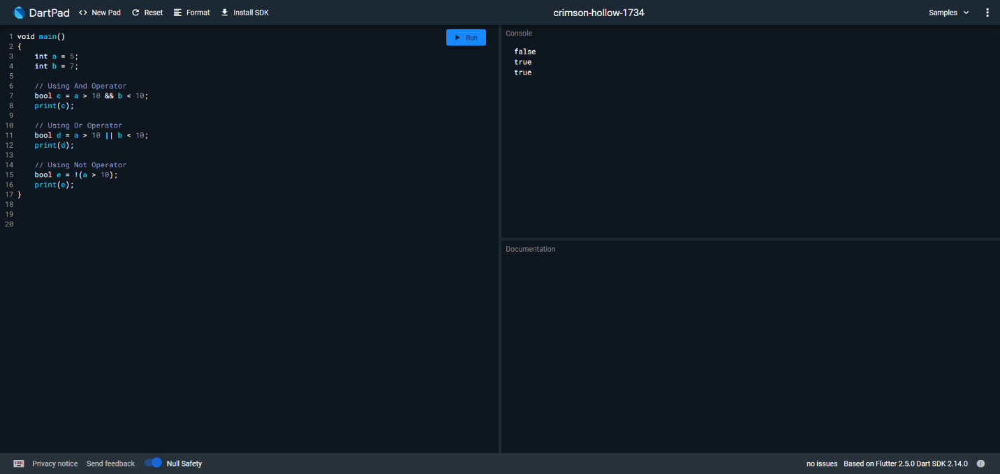 DartPad <> New Pad Reset Format Install SDK crimson-hollow-1734 Samples
1 void main()
2 {
3     int a = 5;
4     int b = 7;
5
6     // Using And Operator
7     bool c = a > 10 && b < 10;
8     print(c);
9
10     // Using Or Operator
11     bool d = a > 10 || b < 10;
12     print(d);
13
14     // Using Not Operator
15     bool e = !(a > 10);
16     print(e);
17 }
18
19
20
Run
Console
false
true
true
Documentation
Privacy notice Send feedback Null Safety no issues Based on Flutter 2.5.0 Dart SDK 2.14.0